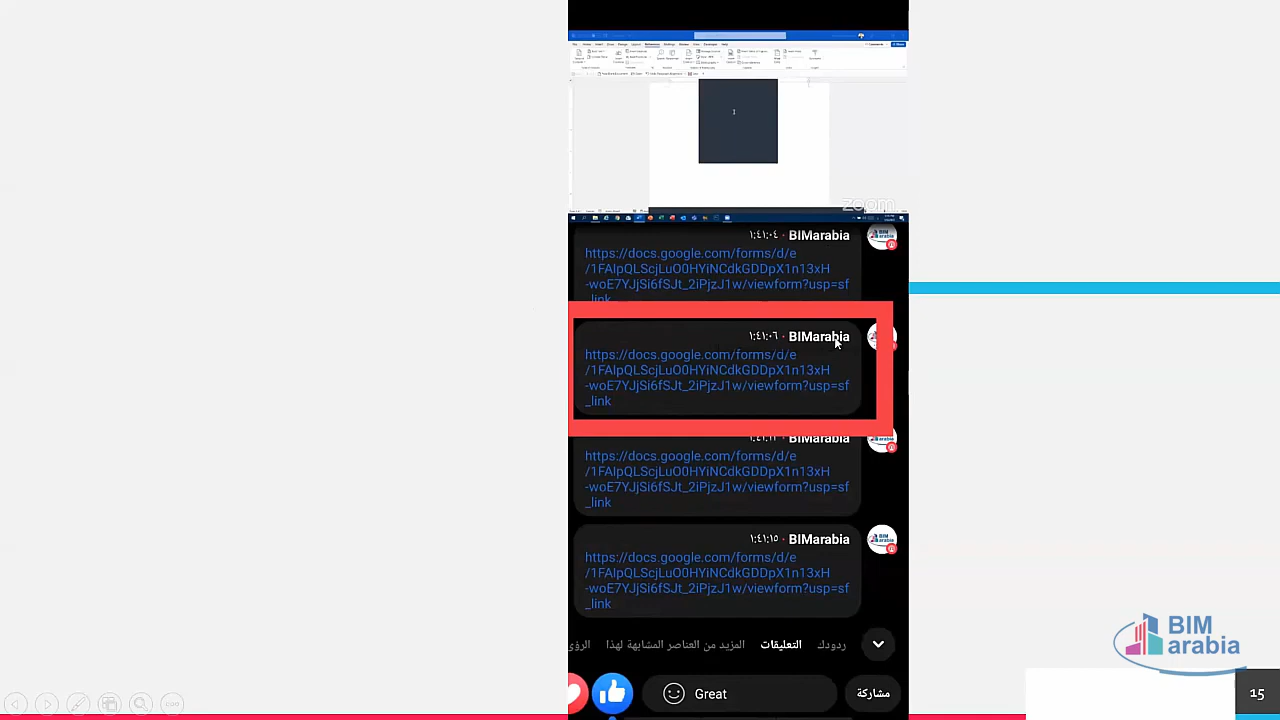 zoom
BIMarabia • ١:٤١:٠٤
https://docs.google.com/forms/d/e
/1FAIpQLScjLuO0HYiNCdkGDDpX1n13xH
-woE7YJjSi6fSJt_2iPjzJ1w/viewform?usp=sf
_link
BIMarabia • ١:٤١:٠٦
https://docs.google.com/forms/d/e
/1FAIpQLScjLuO0HYiNCdkGDDpX1n13xH
-woE7YJjSi6fSJt_2iPjzJ1w/viewform?usp=sf
_link
BIMarabia
https://docs.google.com/forms/d/e
/1FAIpQLScjLuO0HYiNCdkGDDpX1n13xH
-woE7YJjSi6fSJt_2iPjzJ1w/viewform?usp=sf
_link
BIMarabia • ١:٤١:١٥
https://docs.google.com/forms/d/e
/1FAIpQLScjLuO0HYiNCdkGDDpX1n13xH
-woE7YJjSi6fSJt_2iPjzJ1w/viewform?usp=sf
_link
ردودك التعليقات المزيد من العناصر المشابهة لهذا الرؤى
Great
مشاركة
BIM
arabia
15